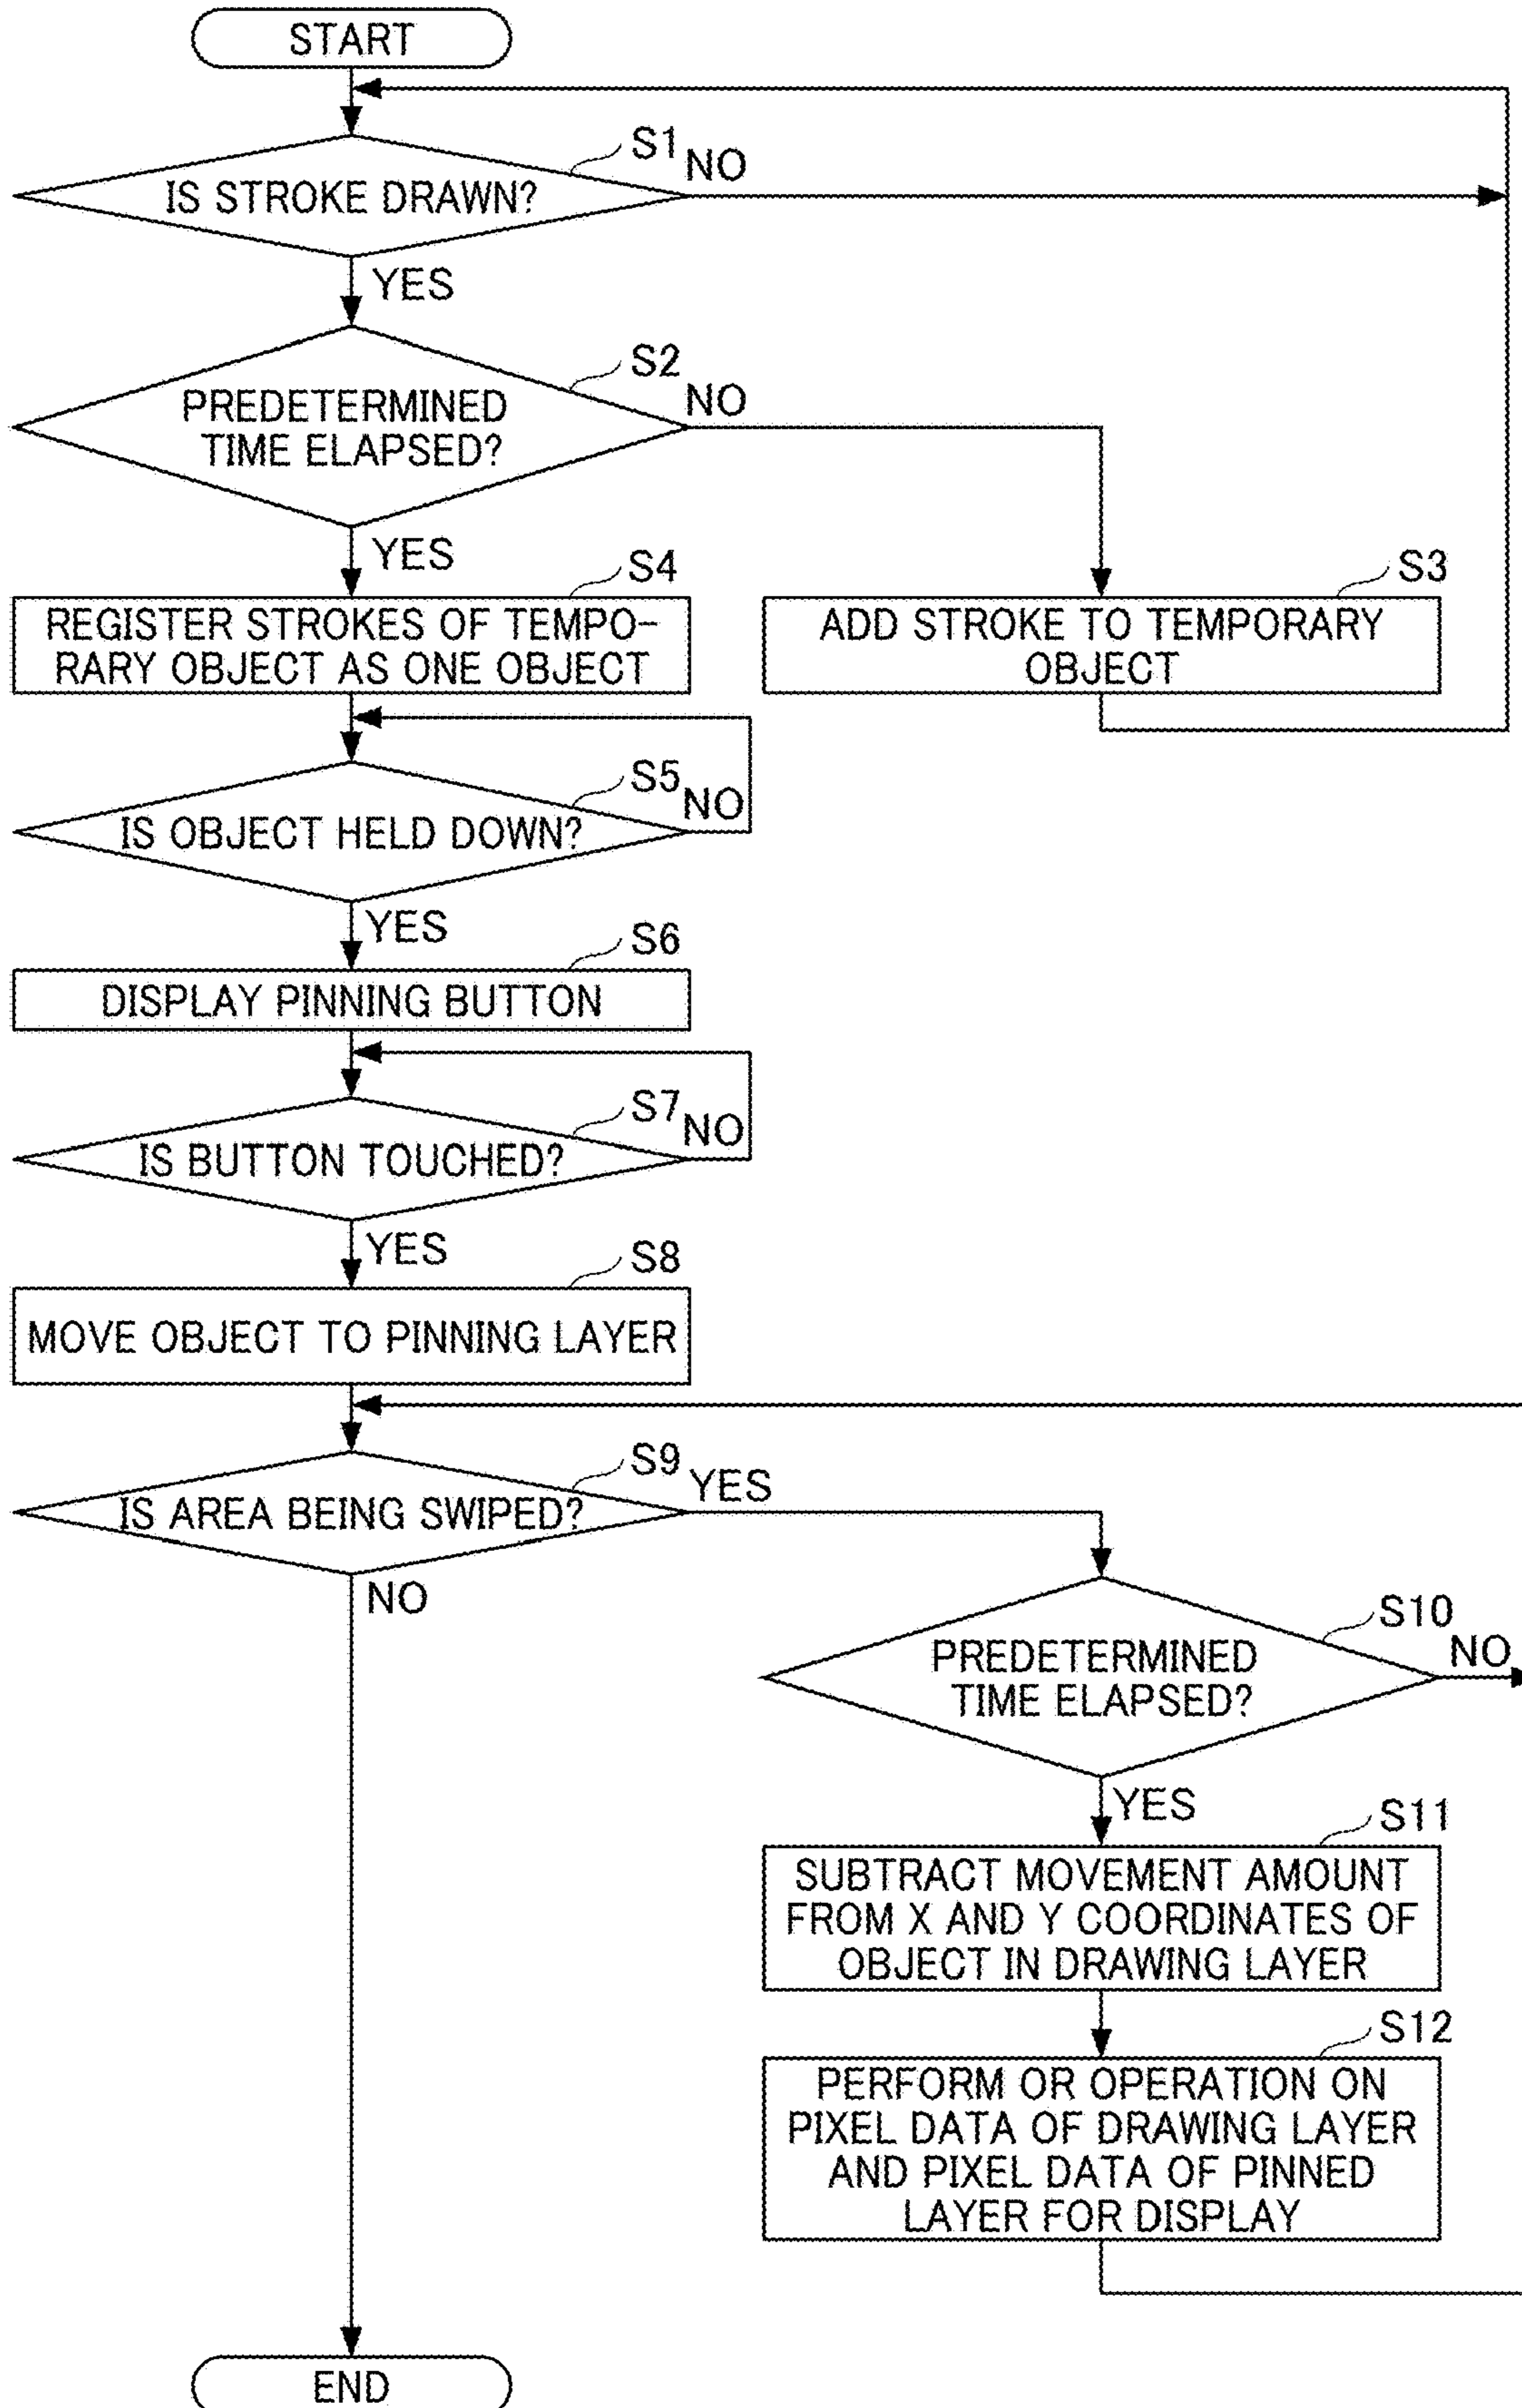 START
S1
NO
IS STROKE DRAWN?
YES
S2
NO
PREDETERMINED
TIME ELAPSED?
YES
S4
REGISTER STROKES OF TEMPO-
RARY OBJECT AS ONE OBJECT
S3
ADD STROKE TO TEMPORARY
OBJECT
S5
NO
IS OBJECT HELD DOWN?
YES
S6
DISPLAY PINNING BUTTON
S7
NO
IS BUTTON TOUCHED?
YES
S8
MOVE OBJECT TO PINNING LAYER
S9
YES
IS AREA BEING SWIPED?
NO
S10
NO
PREDETERMINED
TIME ELAPSED?
YES
S11
SUBTRACT MOVEMENT AMOUNT
FROM X AND Y COORDINATES OF
OBJECT IN DRAWING LAYER
S12
PERFORM OR OPERATION ON
PIXEL DATA OF DRAWING LAYER
AND PIXEL DATA OF PINNED
LAYER FOR DISPLAY
END